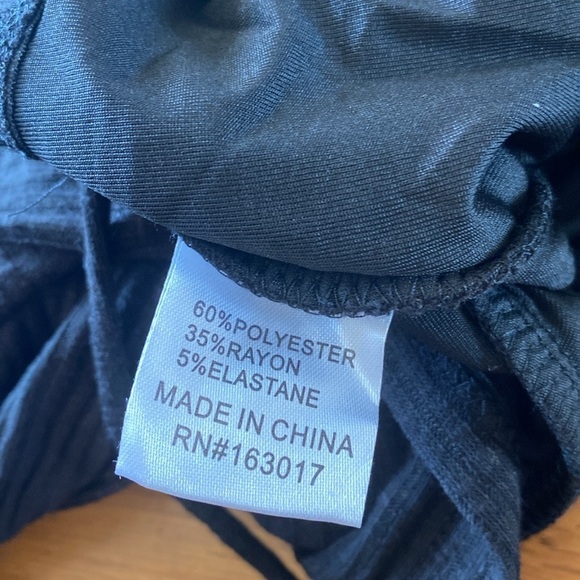 60%POLYESTER
35%RAYON
5%ELASTANE
MADE IN CHINA
RN#163017